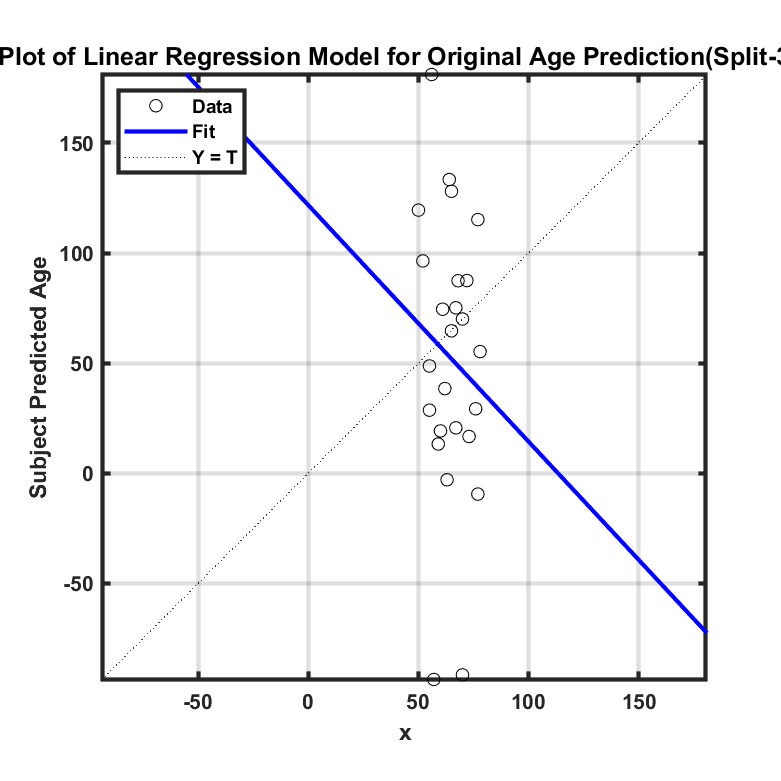 Plot of Linear Regression Model for Original Age Prediction(Split-3
Data
Fit
Y = T
150
100
50
0
-50
Subject Predicted Age
-50
0
50
100
150
x